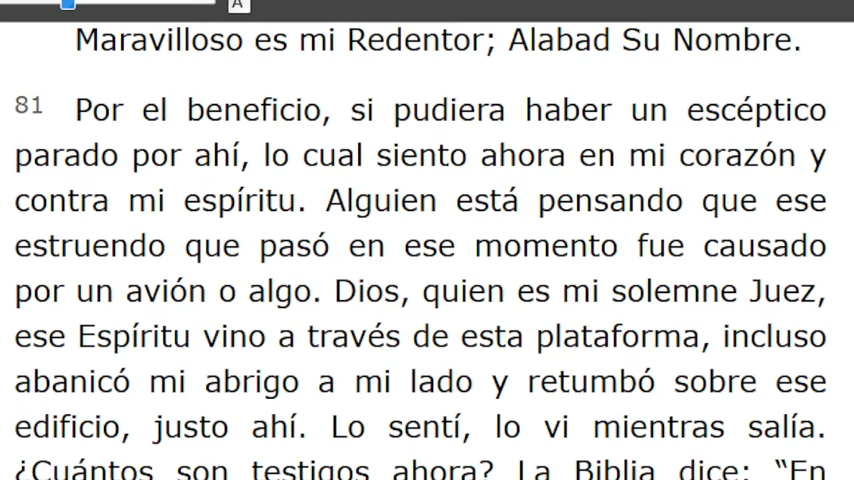 A
Maravilloso es mi Redentor; Alabad Su Nombre.
81 Por el beneficio, si pudiera haber un escéptico
parado por ahí, lo cual siento ahora en mi corazón y
contra mi espíritu. Alguien está pensando que ese
estruendo que pasó en ese momento fue causado
por un avión o algo. Dios, quien es mi solemne Juez,
ese Espíritu vino a través de esta plataforma, incluso
abanicó mi abrigo a mi lado y retumbó sobre ese
edificio, justo ahí. Lo sentí, lo vi mientras salía.
¿Cuántos son testigos ahora? La Biblia dice: “En